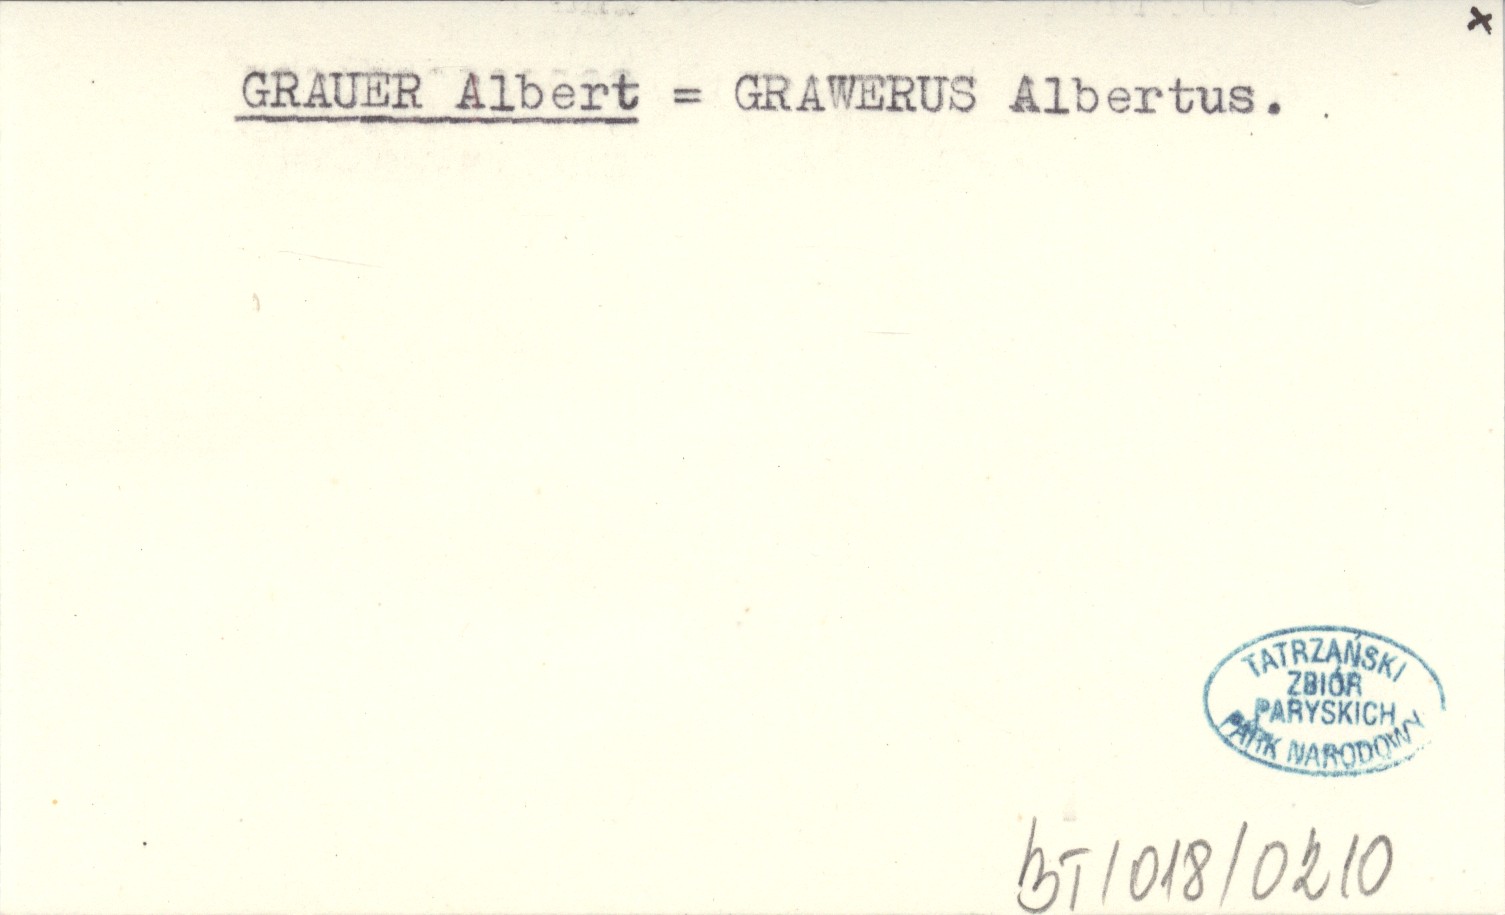 x
GRAUER Albert = GRAWERUS Albertus.
TATRZAŃSKI
ZBIÓR
PARYSKICH
PARK NARODOWY
BT/018/0210